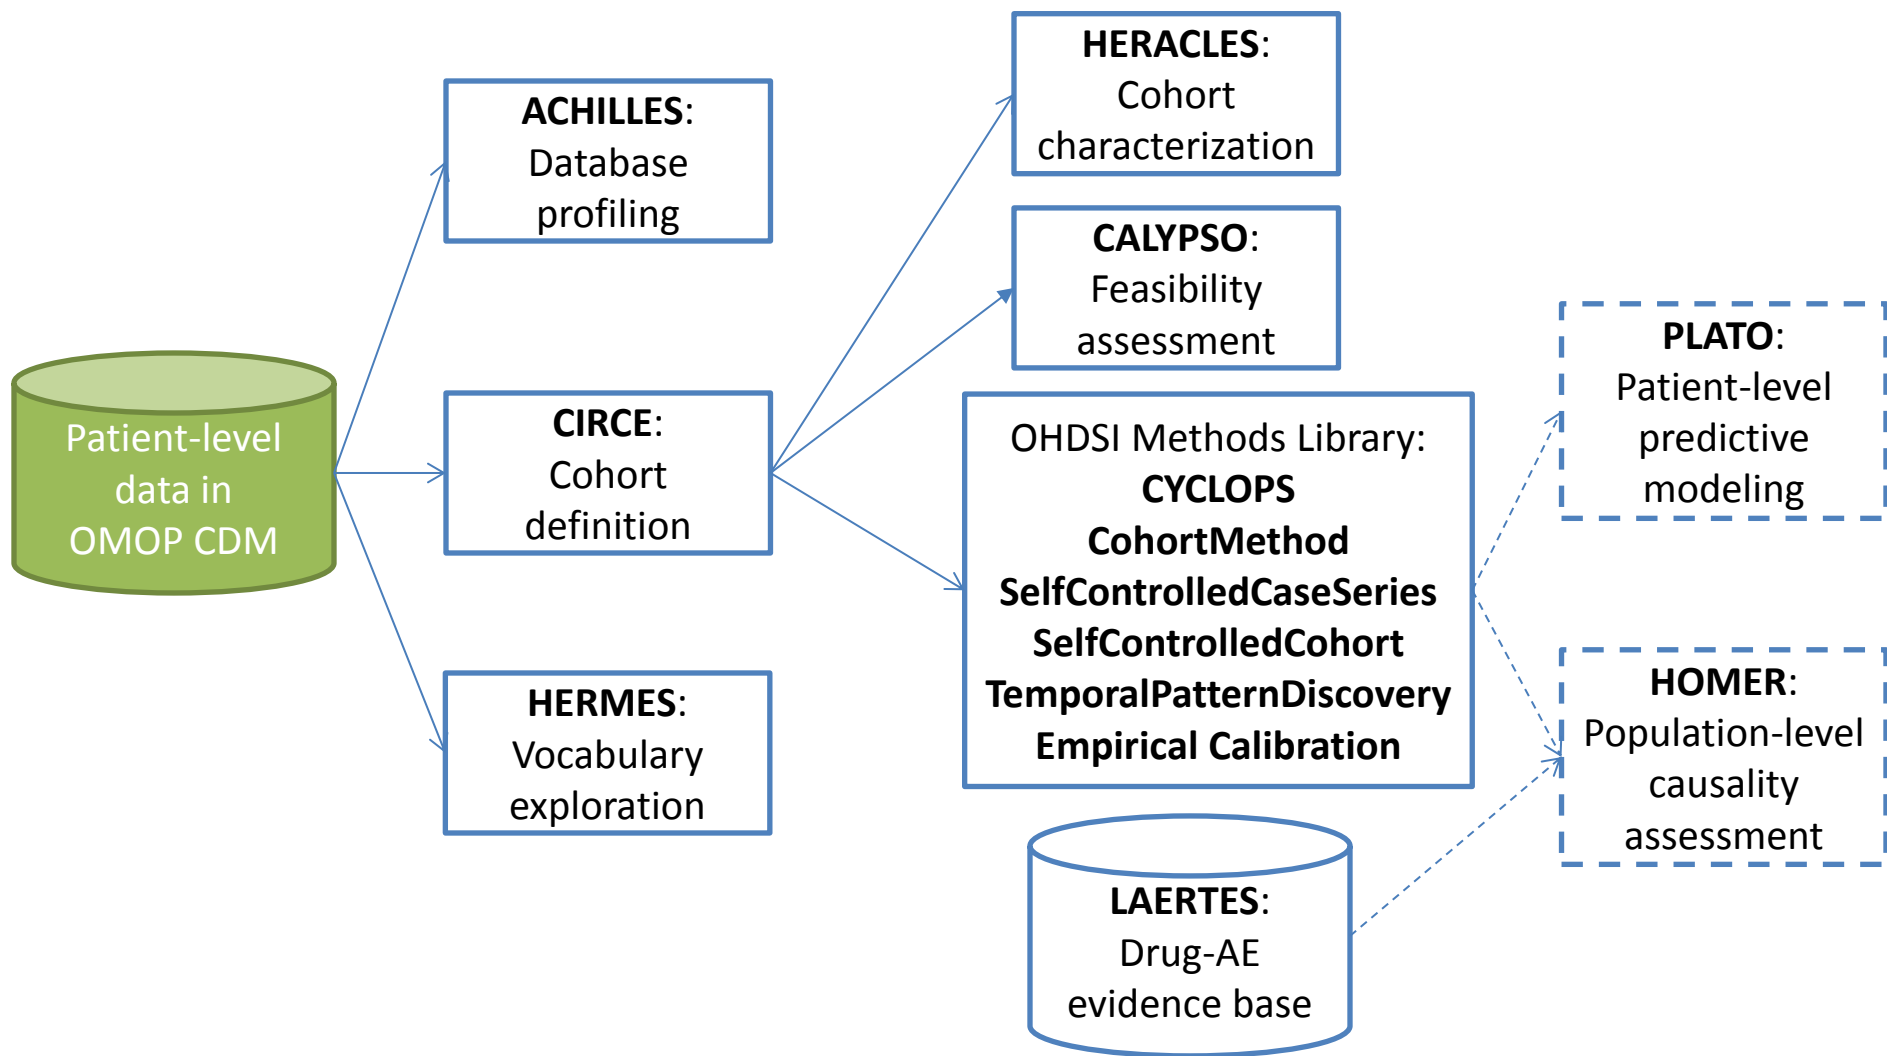 Patient-level
data in
OMOP CDM
ACHILLES:
Database
profiling
CIRCE:
Cohort
definition
HERMES:
Vocabulary
exploration
HERACLES:
Cohort
characterization
CALYPSO:
Feasibility
assessment
OHDSI Methods Library:
CYCLOPS
CohortMethod
SelfControlledCaseSeries
SelfControlledCohort
TemporalPatternDiscovery
Empirical Calibration
LAERTES:
Drug-AE
evidence base
PLATO:
Patient-level
predictive
modeling
HOMER:
Population-level
causality
assessment